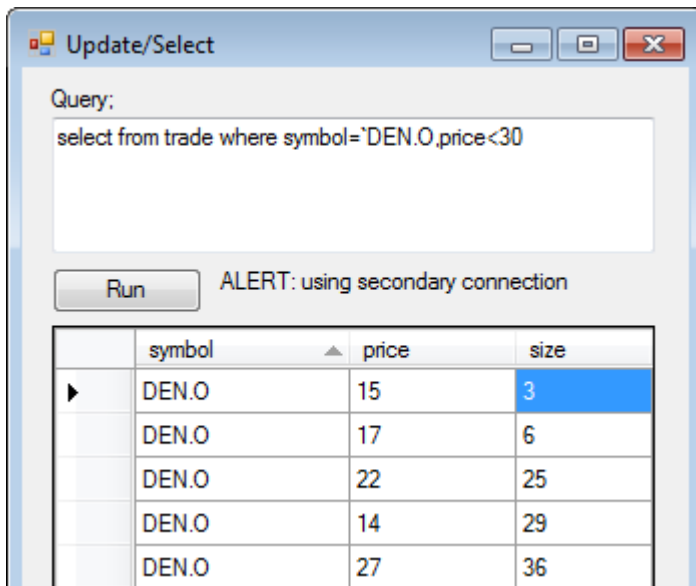 Update/Select
Query;
select from trade where symbol=`DEN.O,price<30
Run ALERT: using secondary connection
symbol price size
DEN.O 15 3
DEN.O 17 6
DEN.O 22 25
DEN.O 14 29
DEN.O 27 36